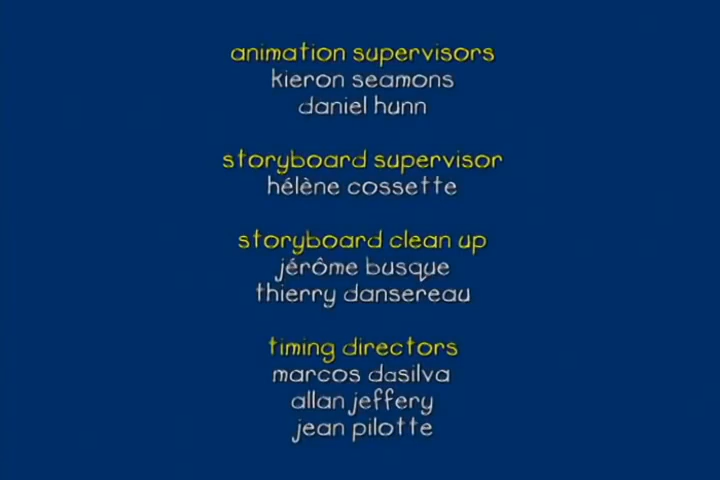 animation supervisors
kieron seamons
daniel hunn
storyboard supervisor
hélène cossette
storyboard clean up
jérôme busque
thierry dansereau
timing directors
marcos dasilva
allan jeffery
jean pilotte